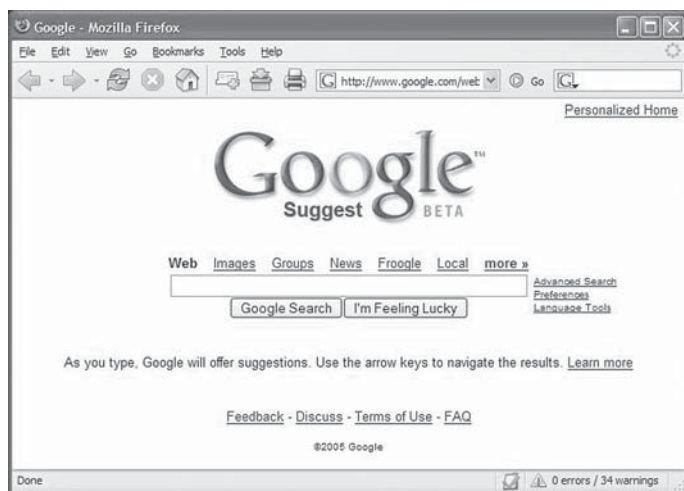 Google - Mozilla Firefox
File Edit View Go Bookmarks Tools Help
G http://www.google.com/web Go G
Personalized Home
Google™
Suggest BETA
Web Images Groups News Froogle Local more »
Advanced Search
Preferences
Language Tools
Google Search I'm Feeling Lucky
As you type, Google will offer suggestions. Use the arrow keys to navigate the results. Learn more
Feedback - Discuss - Terms of Use - FAQ
©2005 Google
Done 0 errors / 34 warnings